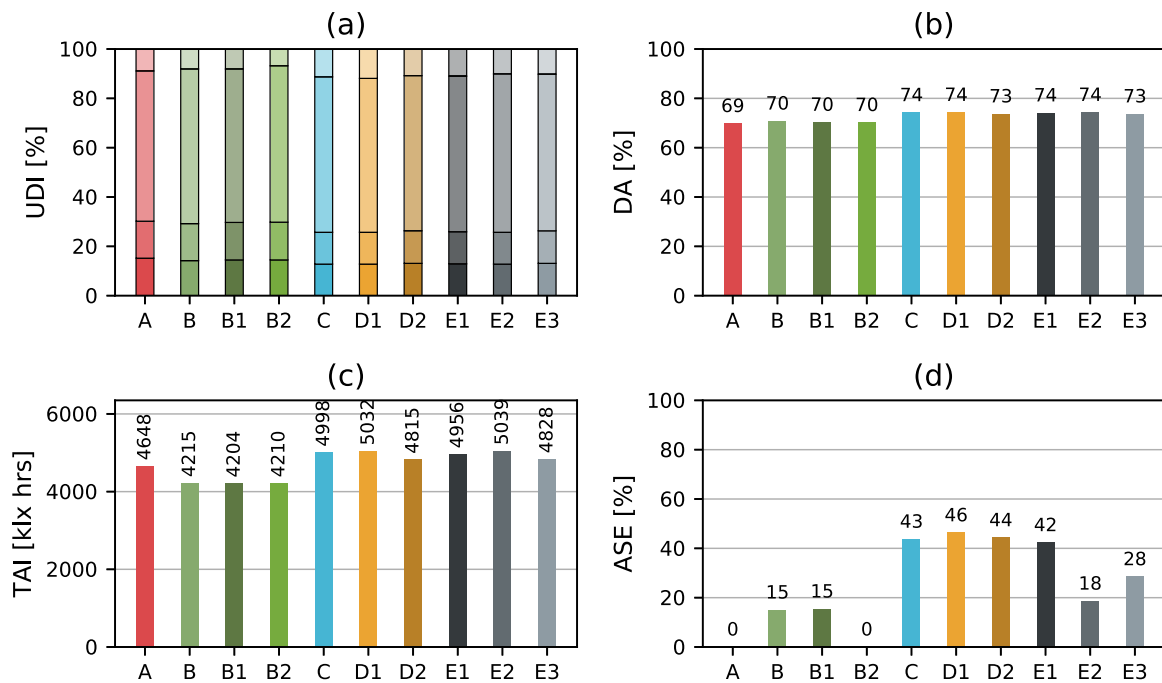 (a)
UDI [%]
100
80
60
40
20
0
A B B1 B2 C D1 D2 E1 E2 E3
(b)
DA [%]
100
80
60
40
20
0
69 70 70 70 74 74 73 74 74 73
A B B1 B2 C D1 D2 E1 E2 E3
(c)
TAI [klx hrs]
6000
4000
2000
0
4648 4215 4204 4210 4998 5032 4815 4956 5039 4828
A B B1 B2 C D1 D2 E1 E2 E3
(d)
ASE [%]
100
80
60
40
20
0
0 15 15 0 43 46 44 42 18 28
A B B1 B2 C D1 D2 E1 E2 E3